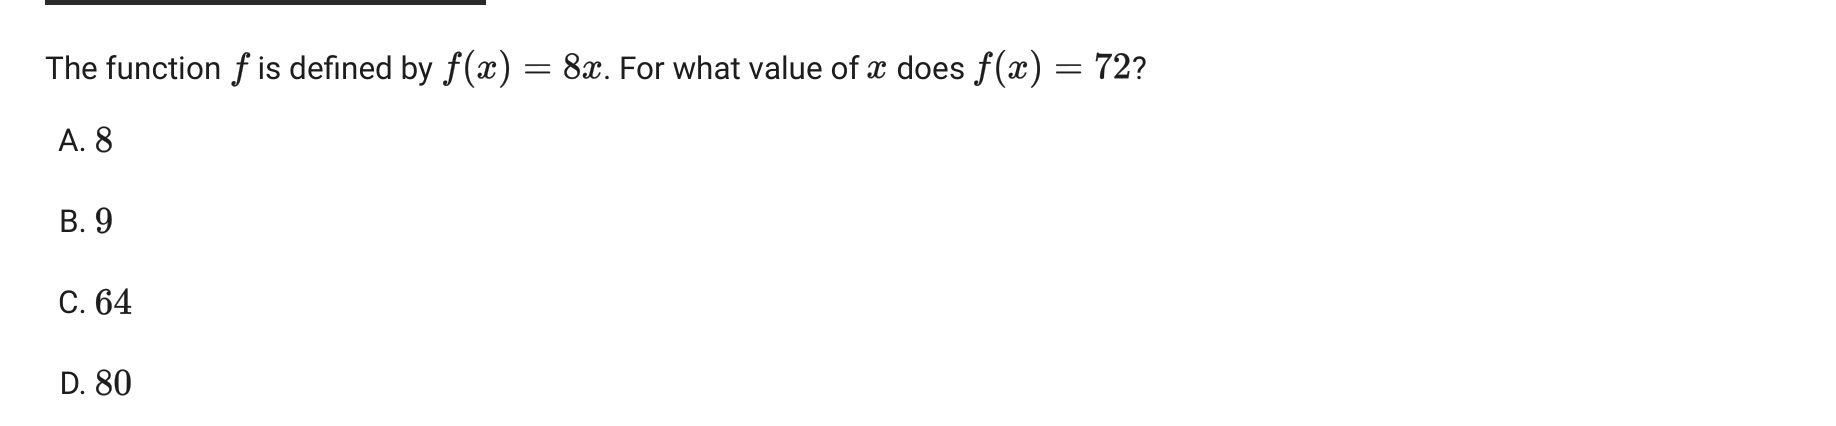 The function f is defined by f(x) = 8x. For what value of x does f(x) = 72?
A. 8
B. 9
C. 64
D. 80